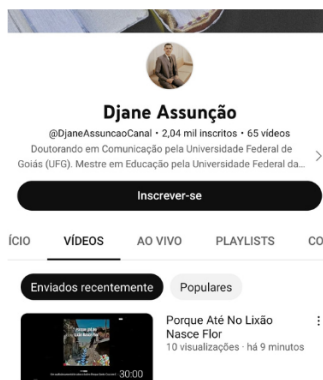 Djane Assunção
@DjaneAssuncaoCanal • 2,04 mil inscritos • 65 vídeos
Doutorando em Comunicação pela Universidade Federal de
Goiás (UFG). Mestre em Educação pela Universidade Federal da...
Inscrever-se
ÍCIO VÍDEOS AO VIVO PLAYLISTS CO
Enviados recentemente Populares
Porque Até No Lixão
Nasce Flor
10 visualizações · há 9 minutos
30:00